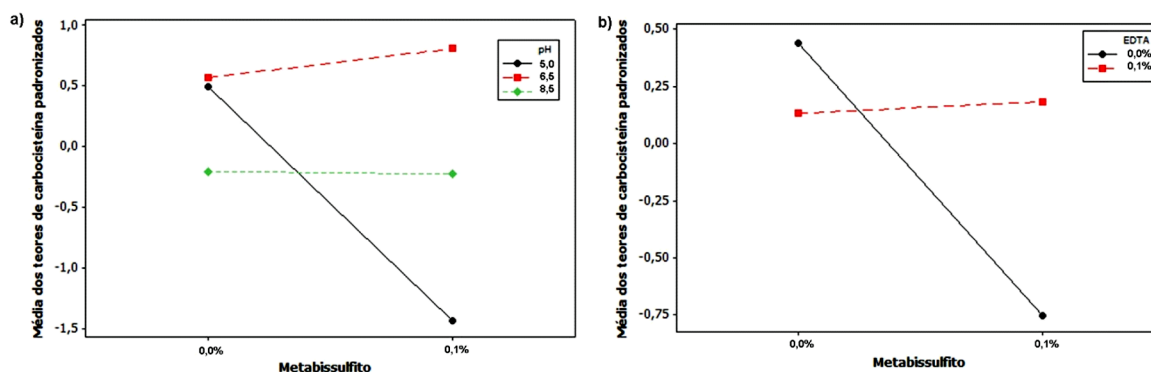 a)
1,0
0,5
0,0
-0,5
-1,0
-1,5
Média dos teores de carbocisteína padronizados
pH
5,0
6,5
8,5
0,0%
0,1%
Metabissulfito
b)
0,50
0,25
0,00
-0,25
-0,50
-0,75
Média dos teores de carbocisteína padronizados
EDTA
0,0%
0,1%
0,0%
0,1%
Metabissulfito